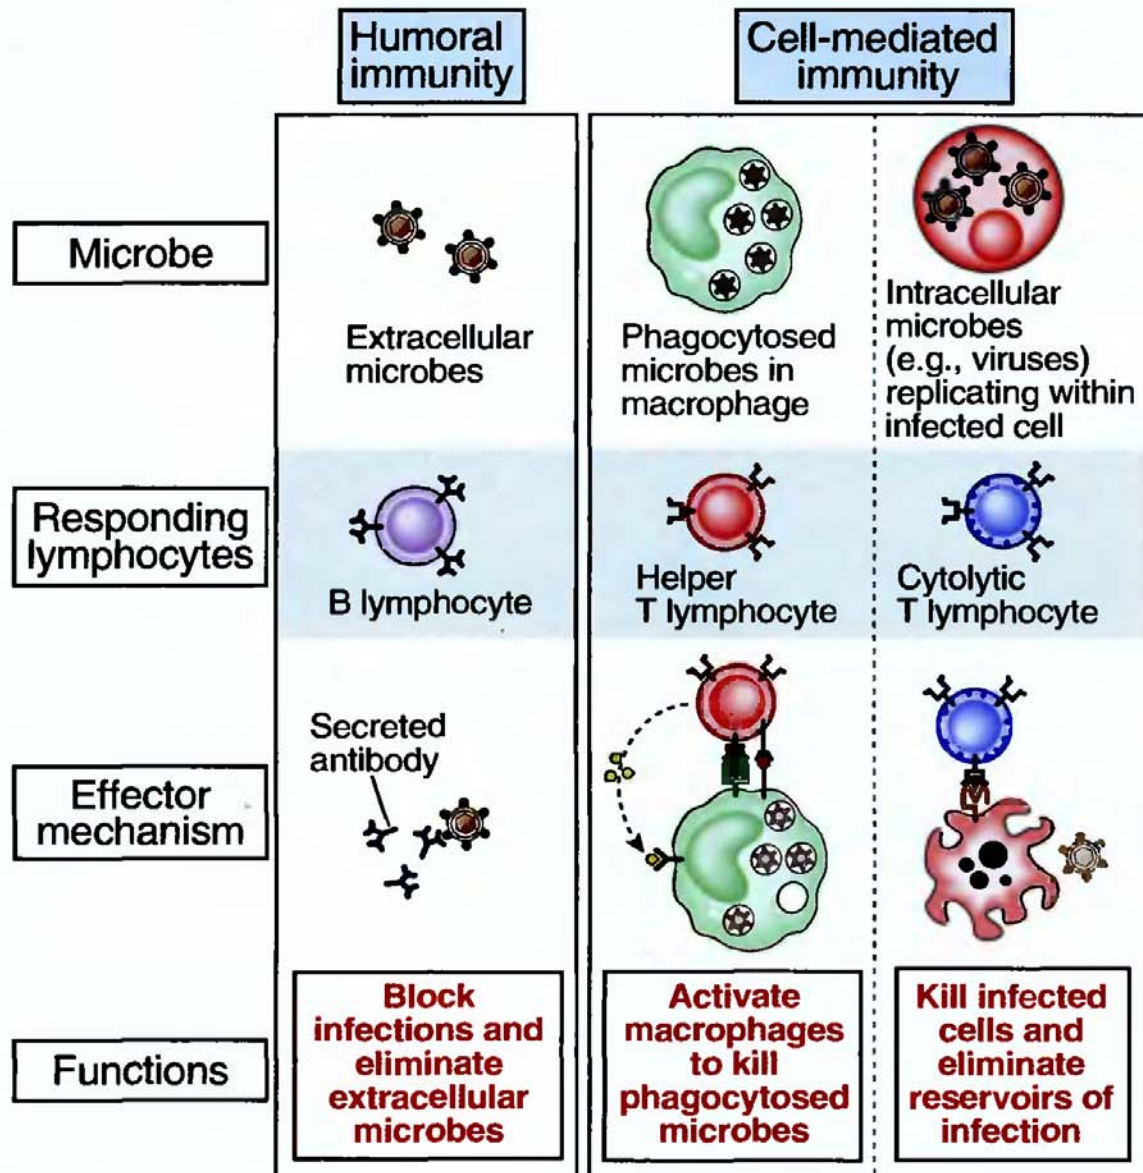 Humoral
immunity
Cell-mediated
immunity
Microbe
Extracellular
microbes
Phagocytosed
microbes in
macrophage
Intracellular
microbes
(e.g., viruses)
replicating within
infected cell
Responding
lymphocytes
B lymphocyte
Helper
T lymphocyte
Cytolytic
T lymphocyte
Effector
mechanism
Secreted
antibody
Functions
Block
infections and
eliminate
extracellular
microbes
Activate
macrophages
to kill
phagocytosed
microbes
Kill infected
cells and
eliminate
reservoirs of
infection